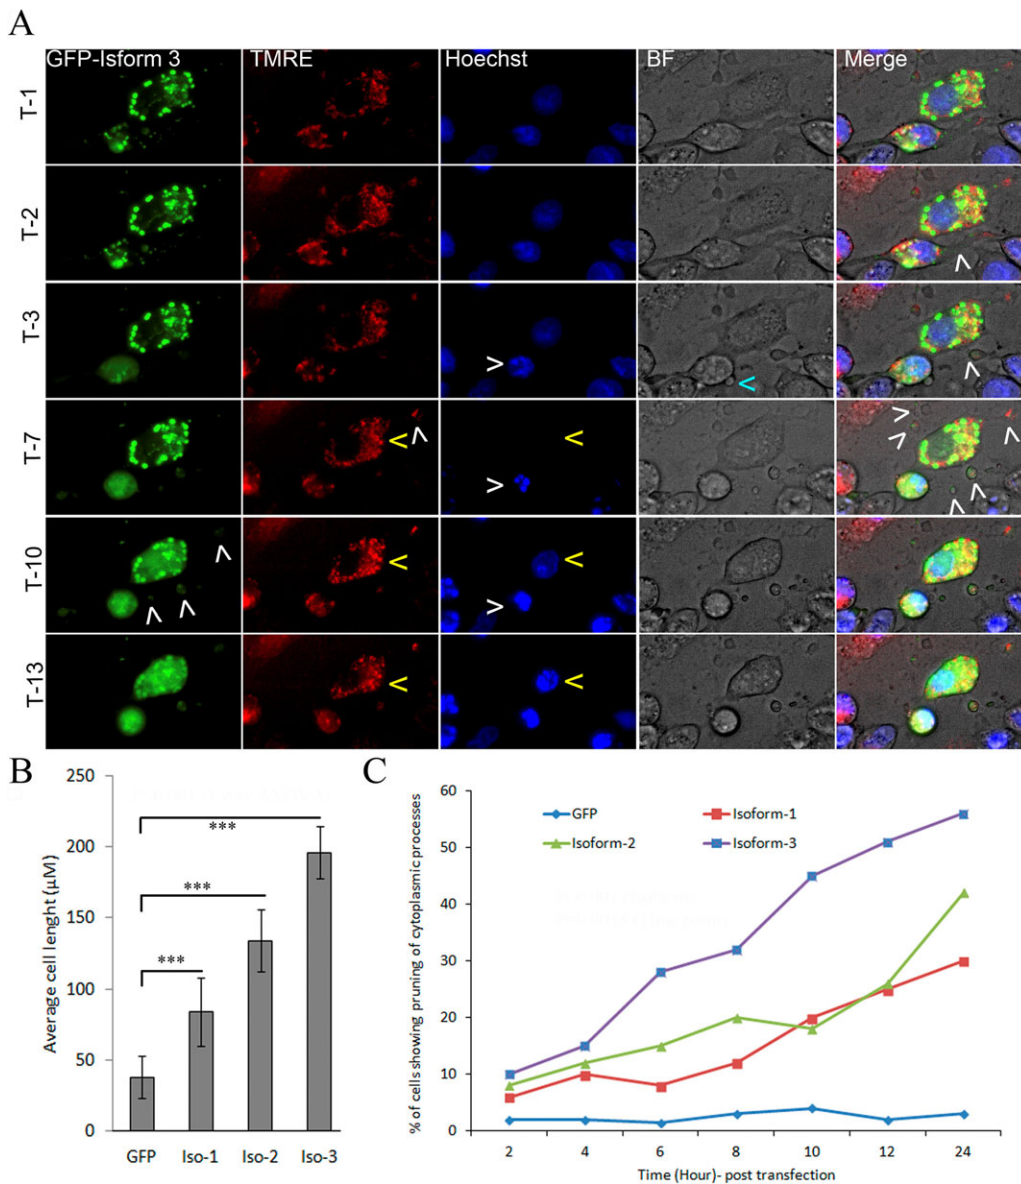 A
GFP-Isform 3 TMRE Hoechst BF Merge
T-1
T-2
T-3
T-7
T-10
T-13
B
Average cell lenght (µM)
250
200
150
100
50
0
***
***
***
GFP Iso-1 Iso-2 Iso-3
C
% of cells showing pruning of cytoplasmic processes
60
50
40
30
20
10
0
GFP Isoform-1
Isoform-2 Isoform-3
2 4 6 8 10 12 24
Time (Hour)- post transfection